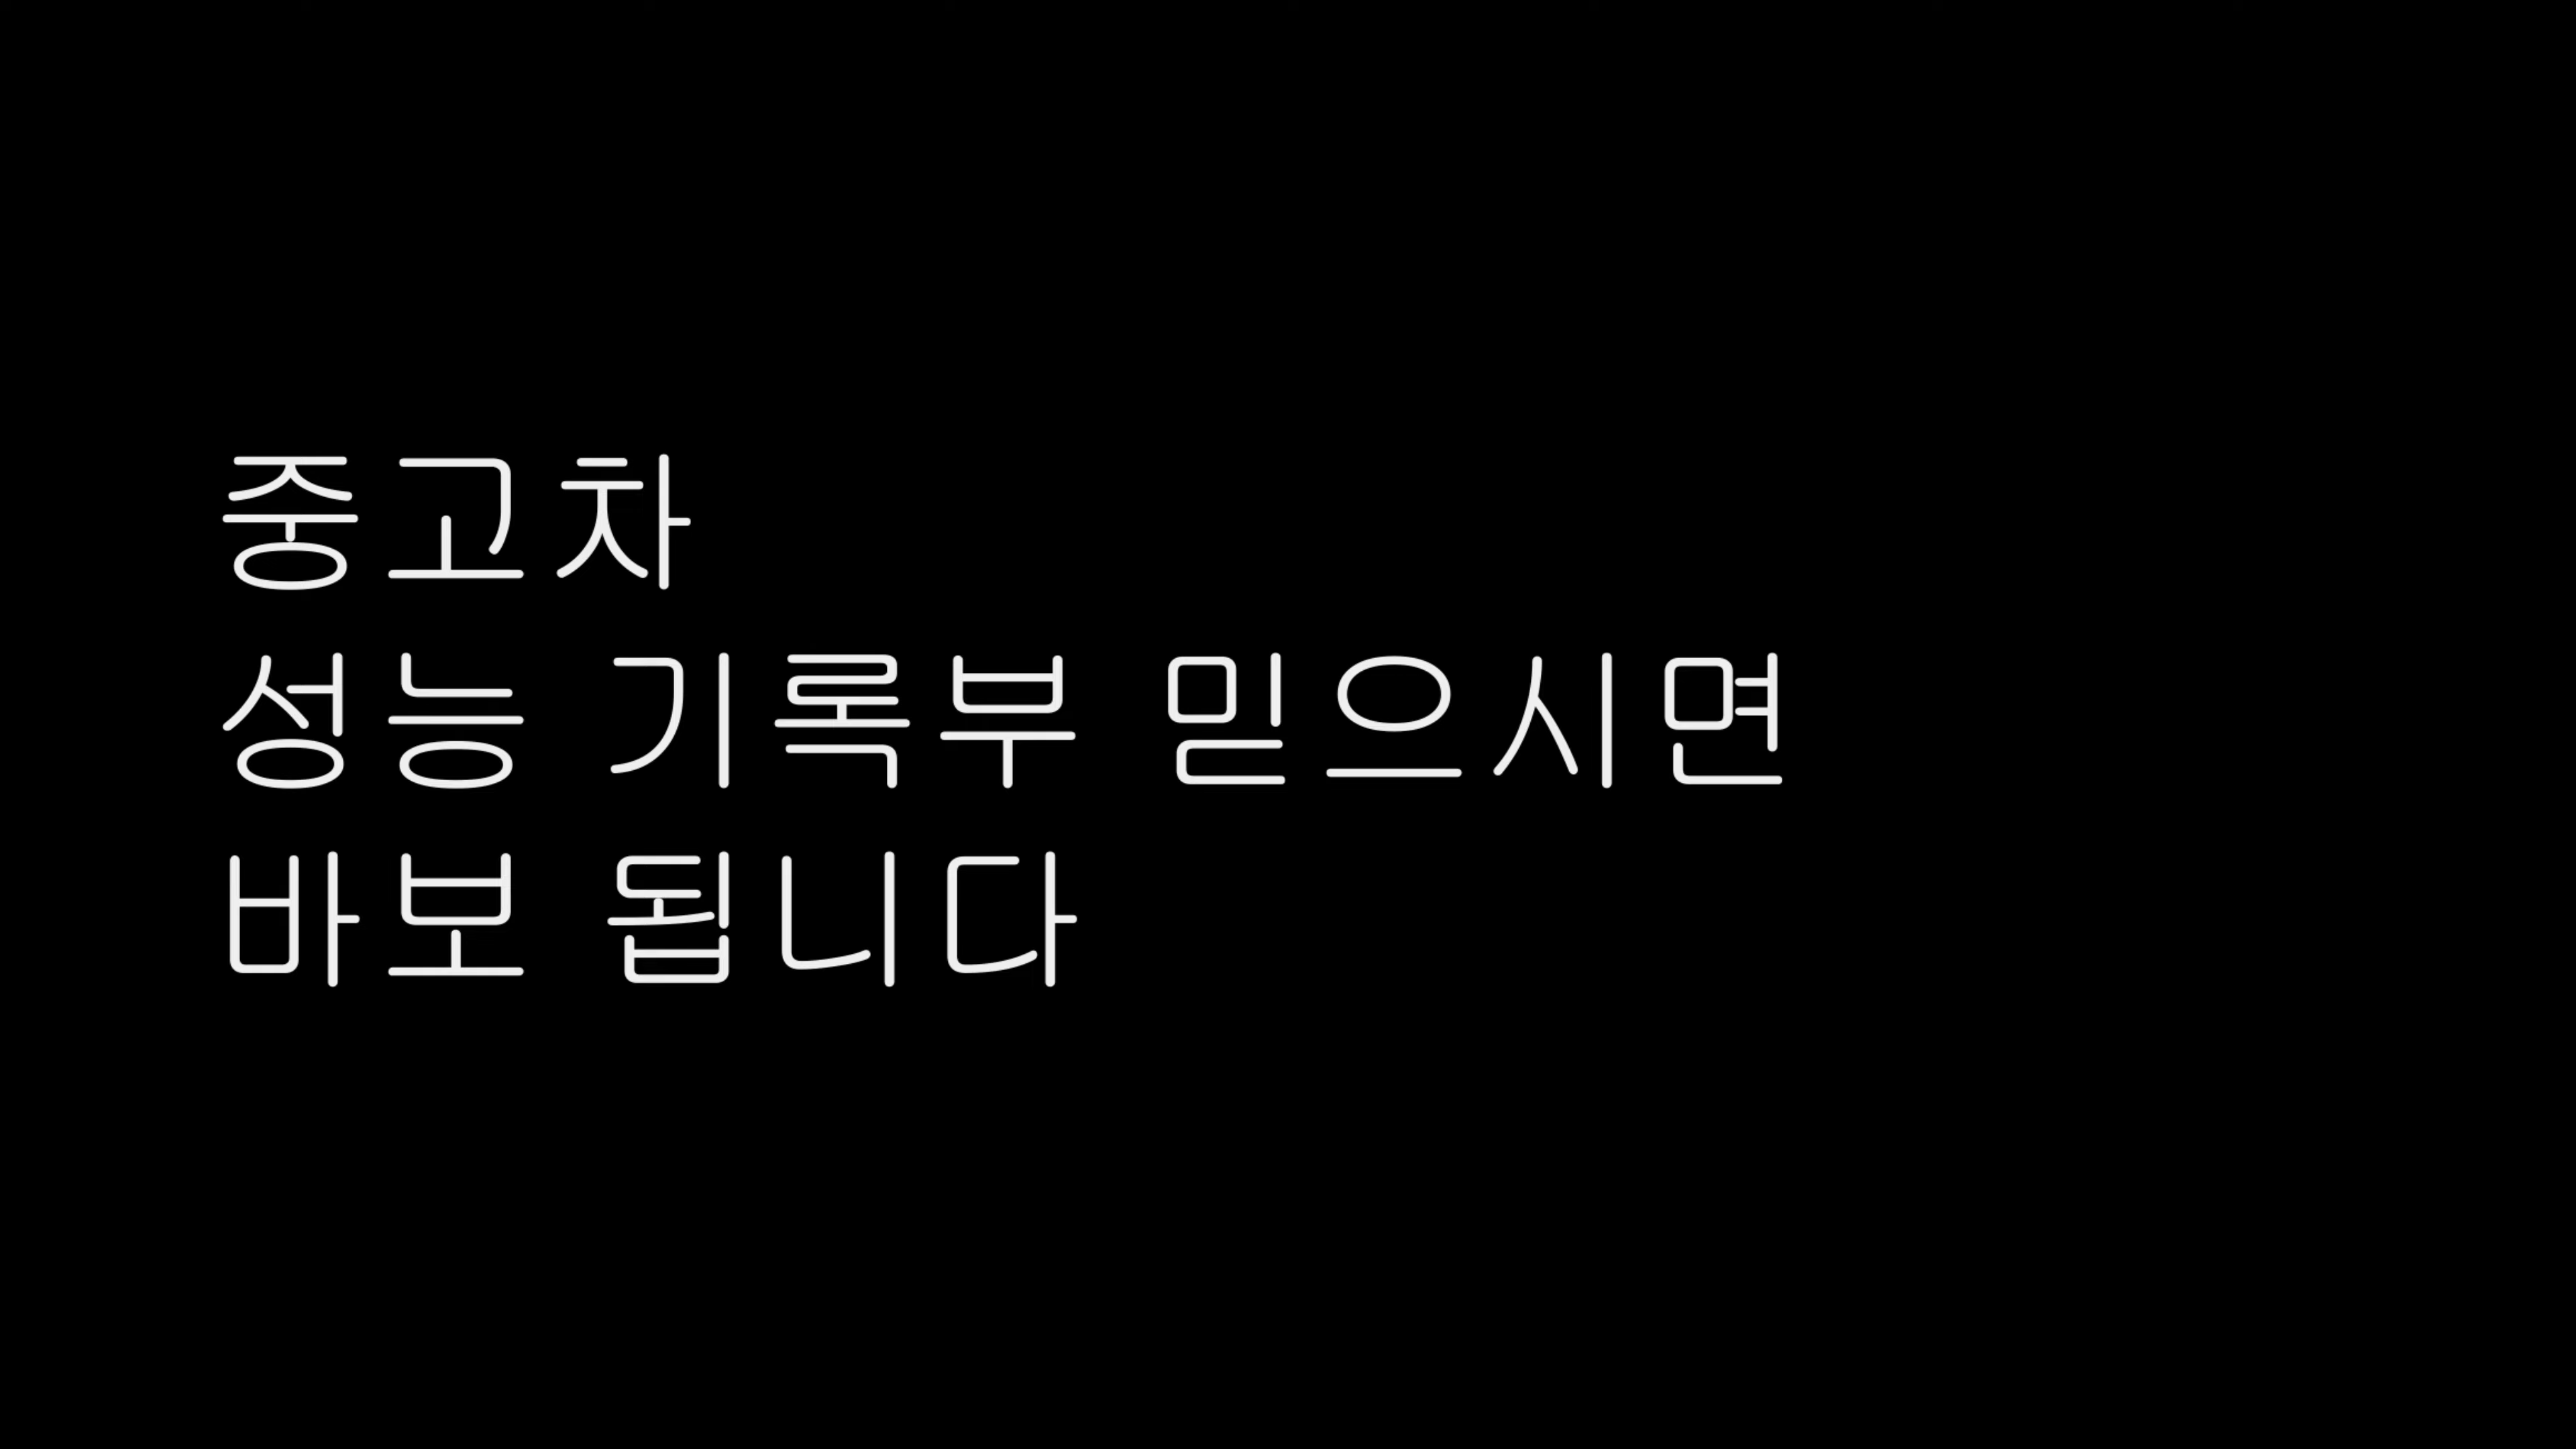 중고차
성능 기록부 믿으시면
바보 됩니다